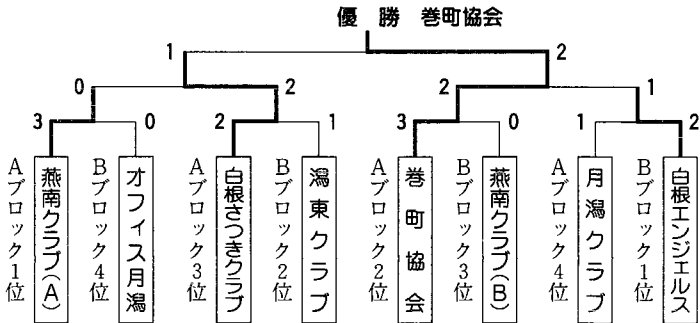 優勝 巻町協会
1 2
0 2 2 1
3 0 2 1 3 0 1 2
Aブロック1位
燕南クラブ(A)
Bブロック4位
オフィス月潟
Aブロック3位
白根さつきクラブ
Bブロック2位
潟東クラブ
Aブロック2位
巻町協会
Bブロック3位
燕南クラブ(B)
Aブロック4位
月潟クラブ
Bブロック1位
白根エンジェルス